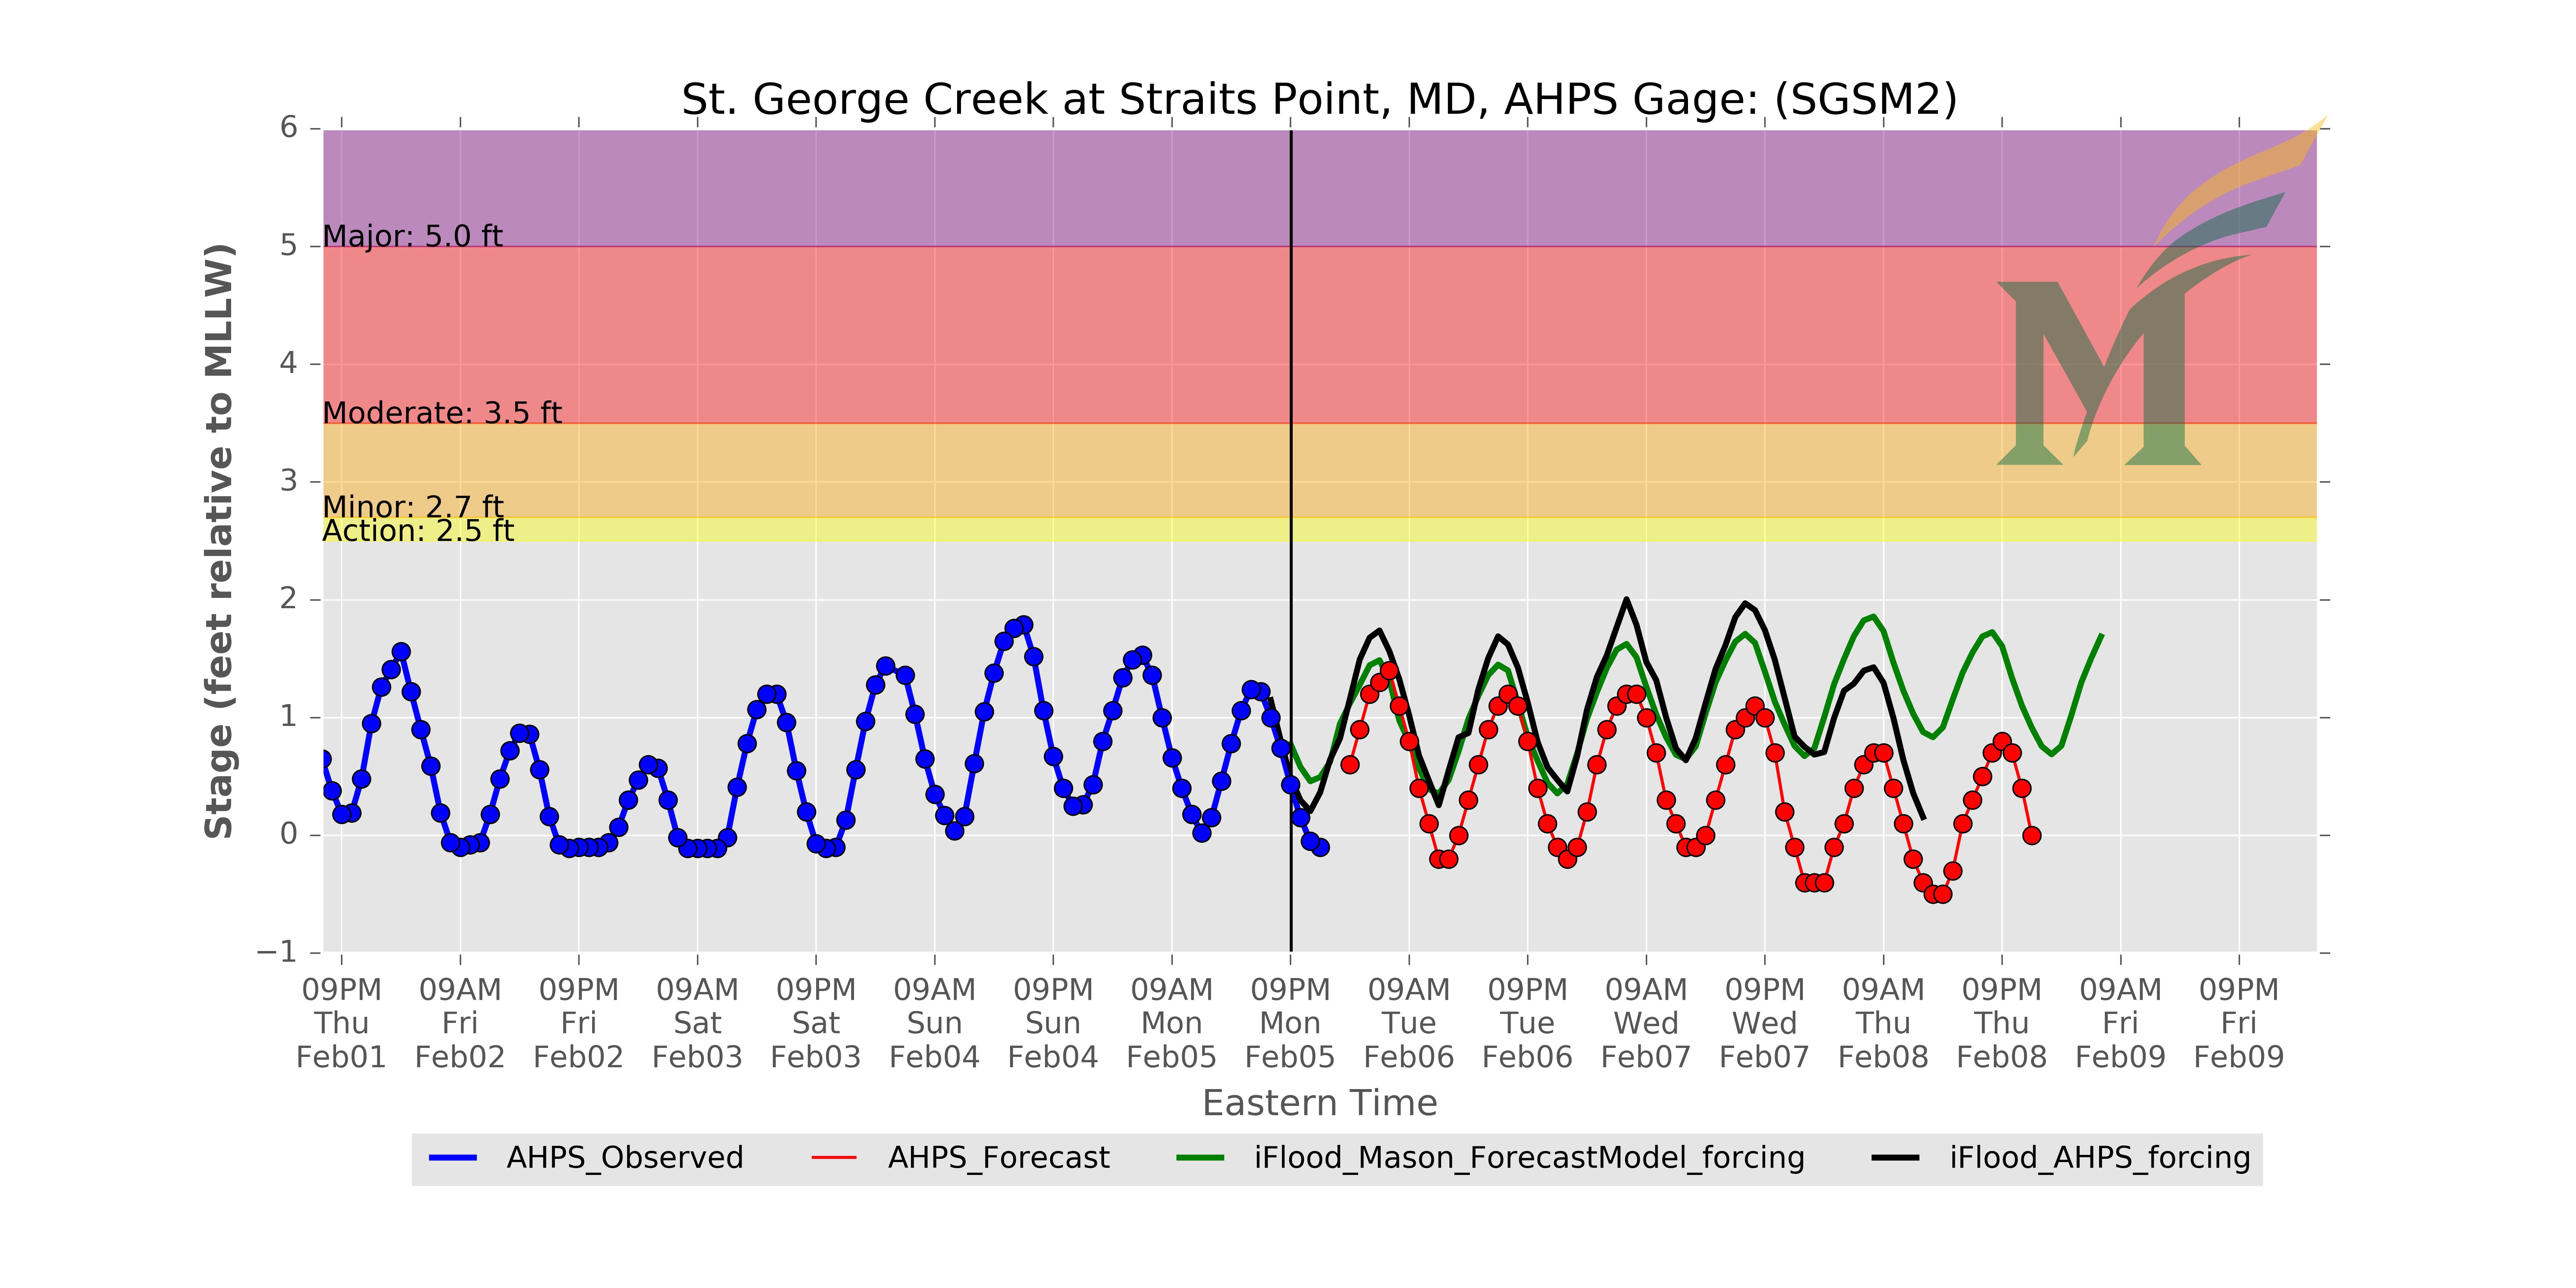 St. George Creek at Straits Point, MD, AHPS Gage: (SGSM2)
Stage (feet relative to MLLW)
6
5
4
3
2
1
0
−1
Major: 5.0 ft
Moderate: 3.5 ft
Minor: 2.7 ft
Action: 2.5 ft
M
09PM 09AM 09PM 09AM 09PM 09AM 09PM 09AM 09PM 09AM 09PM 09AM 09PM 09AM 09PM 09AM 09PM
Thu Fri Fri Sat Sat Sun Sun Mon Mon Tue Tue Wed Wed Thu Thu Fri Fri
Feb01 Feb02 Feb02 Feb03 Feb03 Feb04 Feb04 Feb05 Feb05 Feb06 Feb06 Feb07 Feb07 Feb08 Feb08 Feb09 Feb09
Eastern Time
AHPS_Observed AHPS_Forecast iFlood_Mason_ForecastModel_forcing iFlood_AHPS_forcing